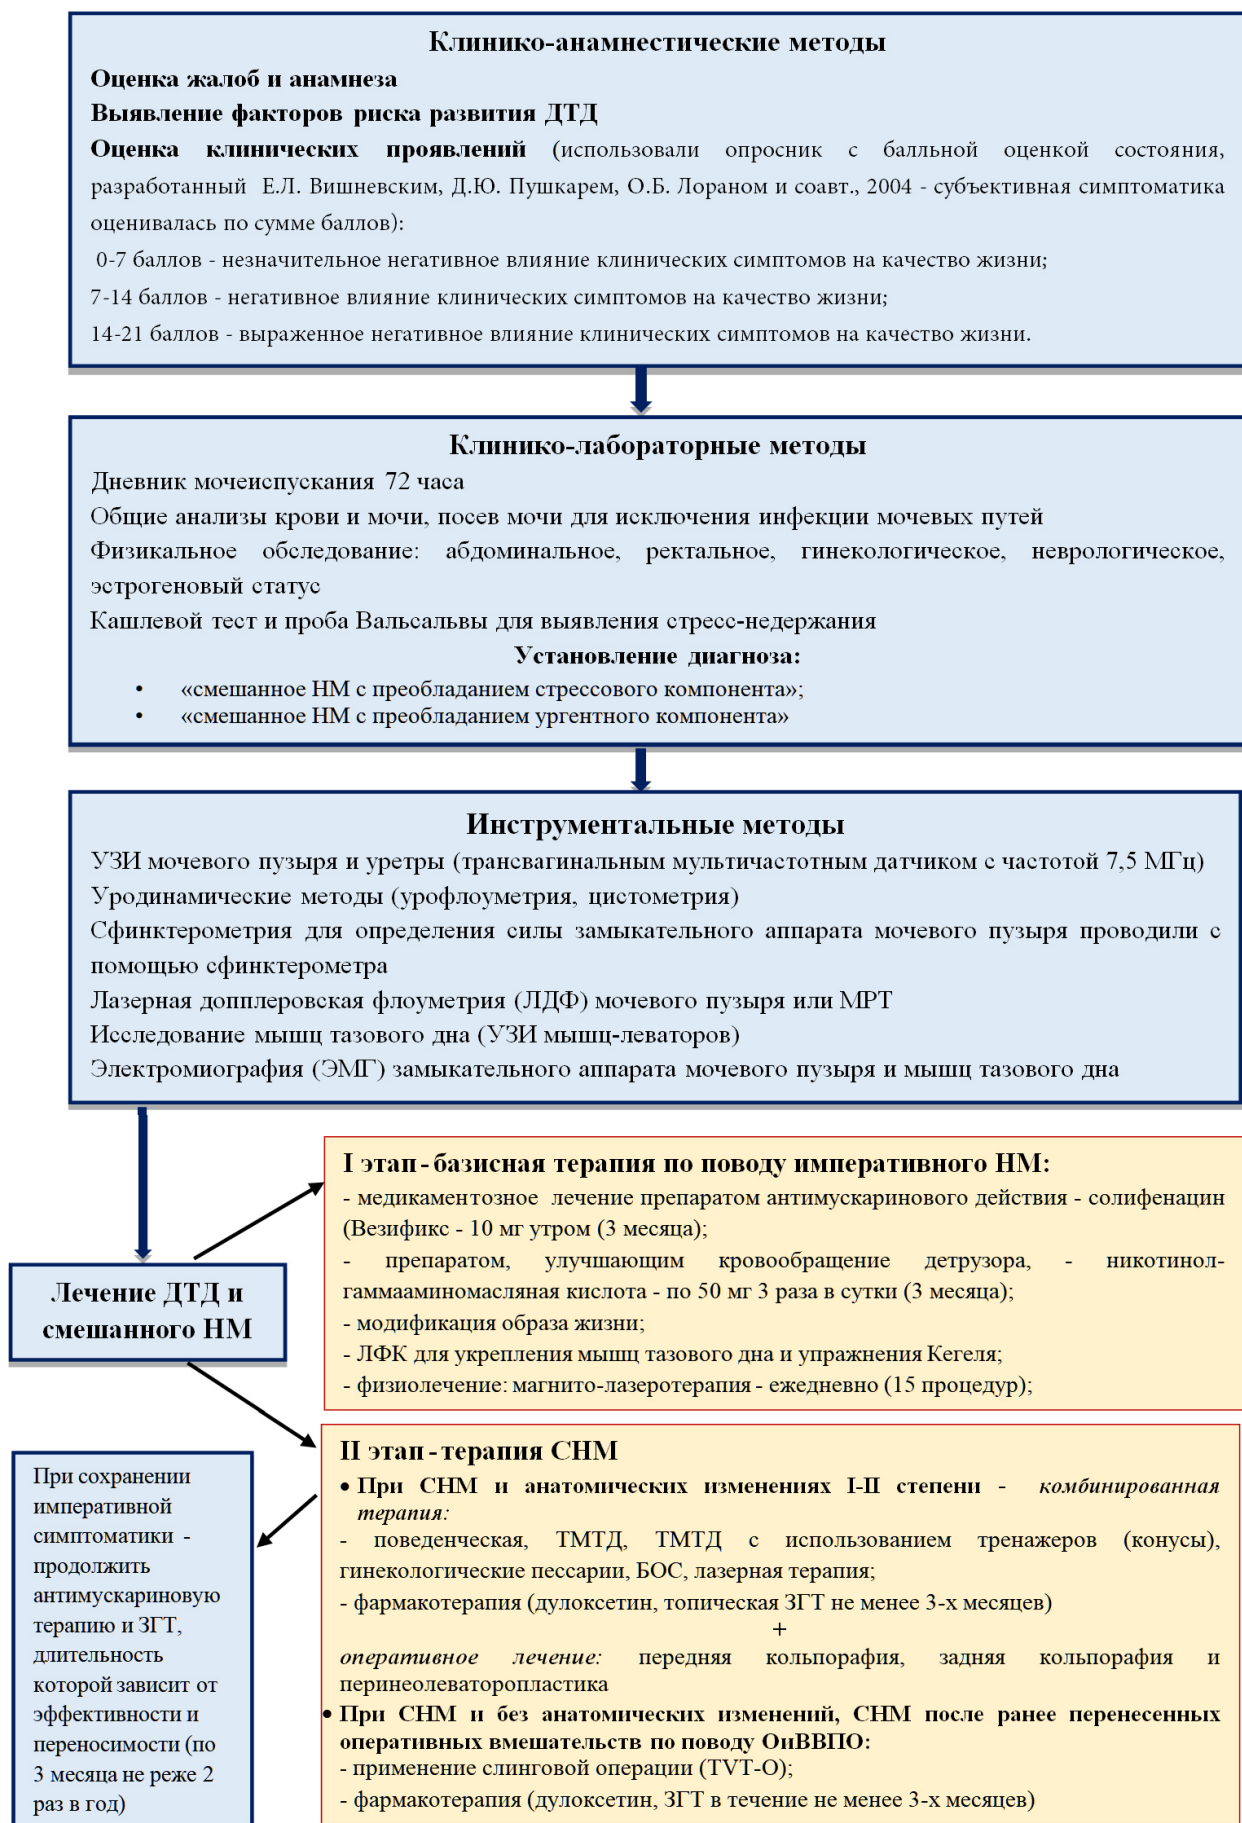 Клинико-анамнестические методы
Оценка жалоб и анамнеза
Выявление факторов риска развития ДТД
Оценка клинических проявлений (использовали опросник с балльной оценкой состояния,
разработанный Е.Л. Вишневским, Д.Ю. Пушкарем, О.Б. Лораном и соавт., 2004 - субъективная симптоматика
оценивалась по сумме баллов):
0-7 баллов - незначительное негативное влияние клинических симптомов на качество жизни;
7-14 баллов - негативное влияние клинических симптомов на качество жизни;
14-21 баллов - выраженное негативное влияние клинических симптомов на качество жизни.
Клинико-лабораторные методы
Дневник мочеиспускания 72 часа
Общие анализы крови и мочи, посев мочи для исключения инфекции мочевых путей
Физикальное обследование: абдоминальное, ректальное, гинекологическое, неврологическое,
эстрогеновый статус
Кашлевой тест и проба Вальсальвы для выявления стресс-недержания
Установление диагноза:
• «смешанное НМ с преобладанием стрессового компонента»;
• «смешанное НМ с преобладанием ургентного компонента»
Инструментальные методы
УЗИ мочевого пузыря и уретры (трансвагинальным мультичастотным датчиком с частотой 7,5 МГц)
Уродинамические методы (урофлоуметрия, цистометрия)
Сфинктерометрия для определения силы замыкательного аппарата мочевого пузыря проводили с
помощью сфинктерометра
Лазерная допплеровская флоуметрия (ЛДФ) мочевого пузыря или МРТ
Исследование мышц тазового дна (УЗИ мышц-леваторов)
Электромиография (ЭМГ) замыкательного аппарата мочевого пузыря и мышц тазового дна
Лечение ДТД и
смешанного НМ
I этап - базисная терапия по поводу императивного НМ:
- медикаментозное лечение препаратом антимускаринового действия - солифенацин
(Везификс - 10 мг утром (3 месяца);
- препаратом, улучшающим кровообращение детрузора, - никотинол-
гаммааминомасляная кислота - по 50 мг 3 раза в сутки (3 месяца);
- модификация образа жизни;
- ЛФК для укрепления мышц тазового дна и упражнения Кегеля;
- физиолечение: магнито-лазеротерапия - ежедневно (15 процедур);
II этап - терапия СНМ
• При СНМ и анатомических изменениях I-II степени - комбинированная
терапия:
- поведенческая, ТМТД, ТМТД с использованием тренажеров (конусы),
гинекологические пессарии, БОС, лазерная терапия;
- фармакотерапия (дулоксетин, топическая ЗГТ не менее 3-х месяцев)
+
оперативное лечение: передняя кольпорафия, задняя кольпорафия и
перинеолеваторопластика
• При СНМ и без анатомических изменений, СНМ после ранее перенесенных
оперативных вмешательств по поводу ОиВВПО:
- применение слинговой операции (TVT-O);
- фармакотерапия (дулоксетин, ЗГТ в течение не менее 3-х месяцев)
При сохранении
императивной
симптоматики -
продолжить
антимускариновую
терапию и ЗГТ,
длительность
которой зависит от
эффективности и
переносимости (по
3 месяца не реже 2
раз в год)